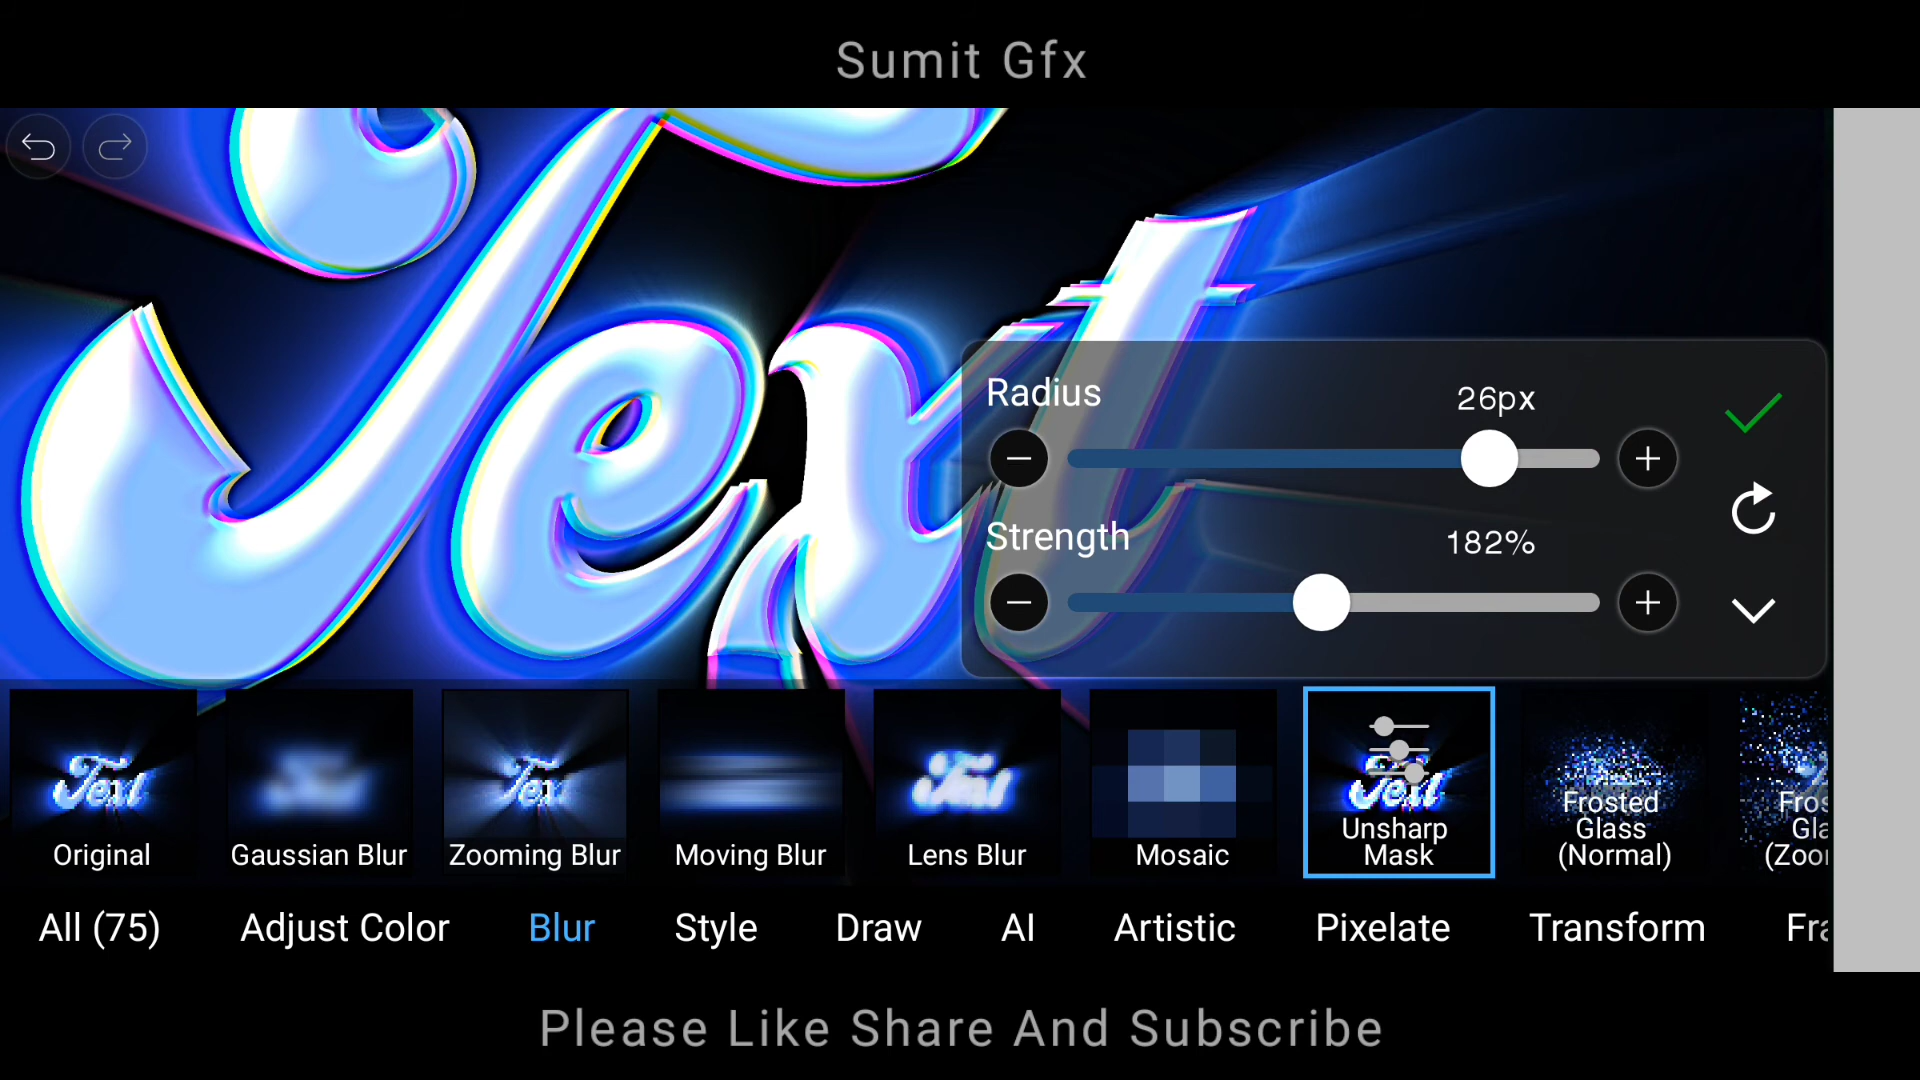 Sumit Gfx
Text
Radius
26px
Strength
182%
Original
Gaussian Blur
Zooming Blur
Moving Blur
Lens Blur
Mosaic
Unsharp
Mask
Frosted
Glass
(Normal)
All (75)
Adjust Color
Blur
Style
Draw
AI
Artistic
Pixelate
Transform
Please Like Share And Subscribe